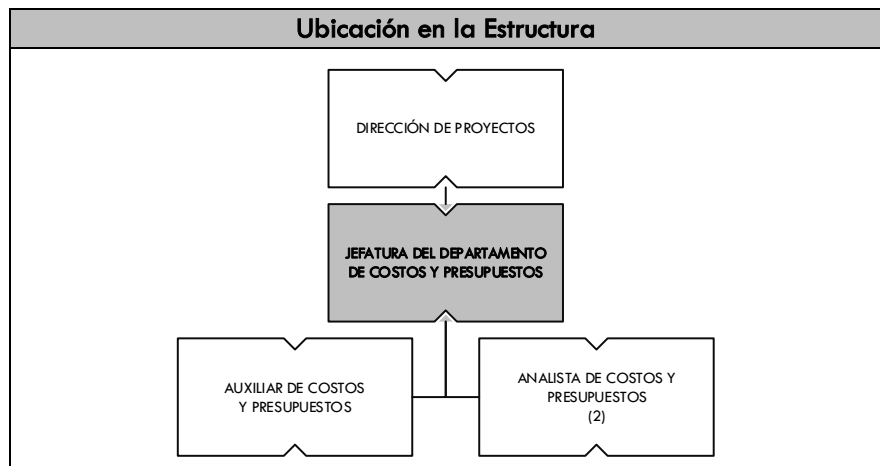 Ubicación en la Estructura
DIRECCIÓN DE PROYECTOS
JEFATURA DEL DEPARTAMENTO
DE COSTOS Y PRESUPUESTOS
AUXILIAR DE COSTOS
Y PRESUPUESTOS
ANALISTA DE COSTOS Y
PRESUPUESTOS
(2)